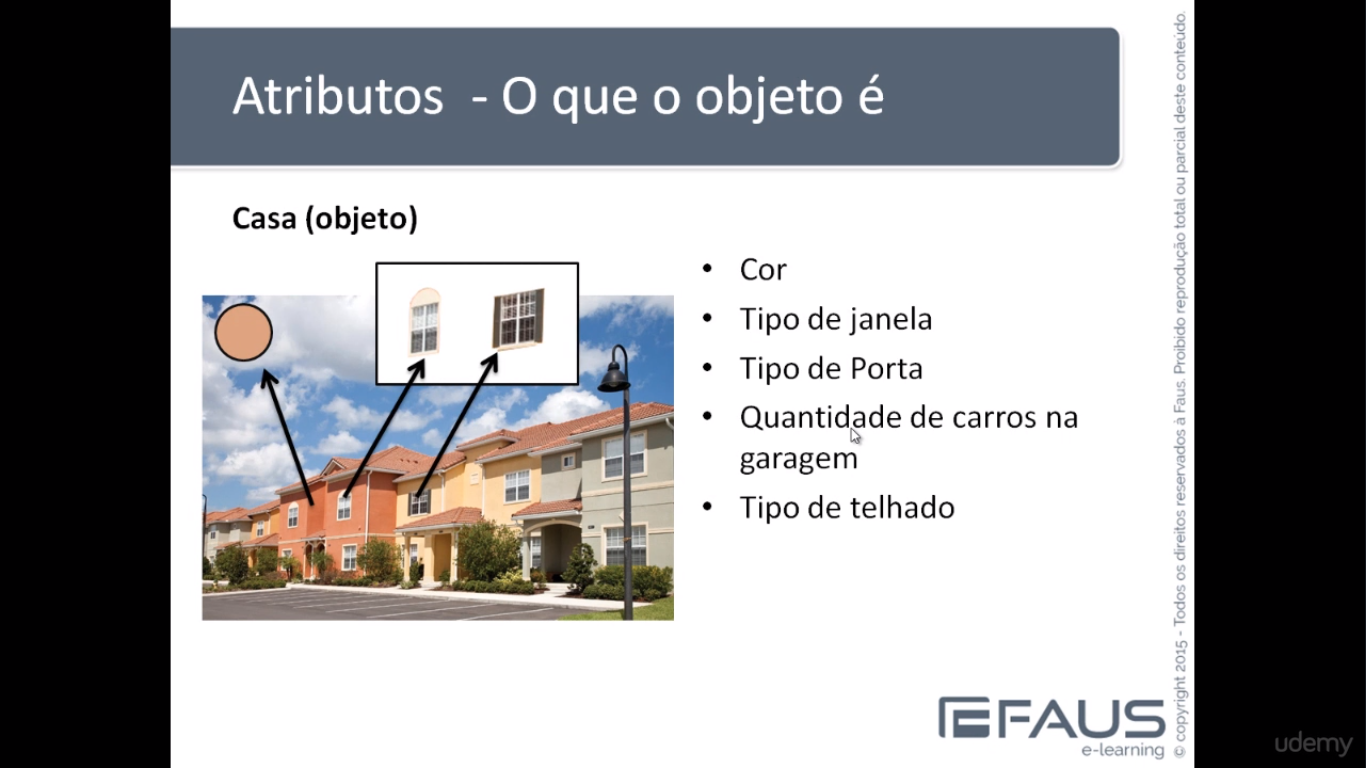 Atributos - O que o objeto é
Casa (objeto)
• Cor
• Tipo de janela
• Tipo de Porta
• Quantidade de carros na
garagem
• Tipo de telhado
FAUS
e-learning
© copyright 2015 - Todos os direitos reservados à Faus. Proibido reprodução total ou parcial deste conteúdo.
udemy